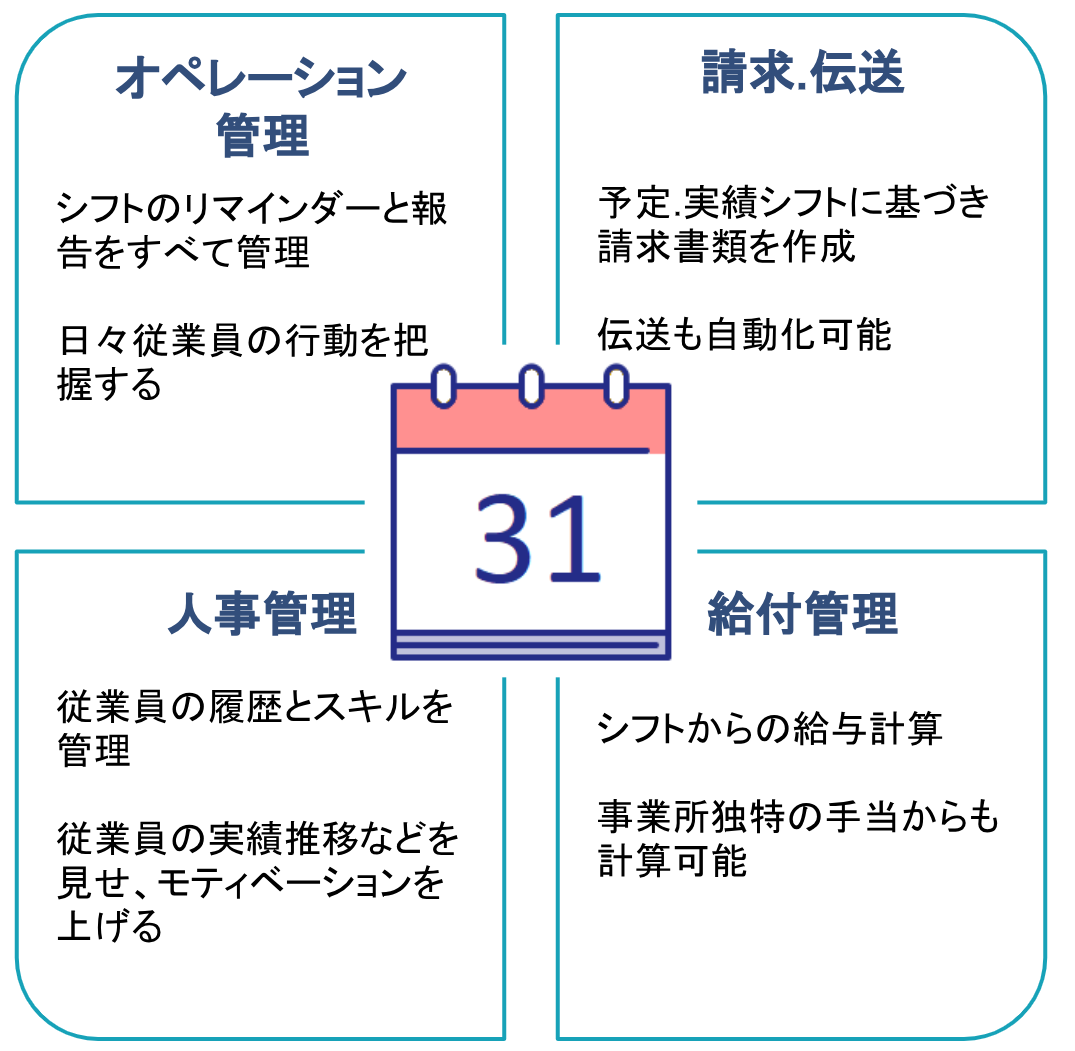 オペレーション
管理
シフトのリマインダーと報
告をすべて管理
日々従業員の行動を把
握する
請求.伝送
予定.実績シフトに基づき
請求書類を作成
伝送も自動化可能
31
人事管理
従業員の履歴とスキルを
管理
従業員の実績推移などを
見せ、モティベーションを
上げる
給付管理
シフトからの給与計算
事業所独特の手当からも
計算可能